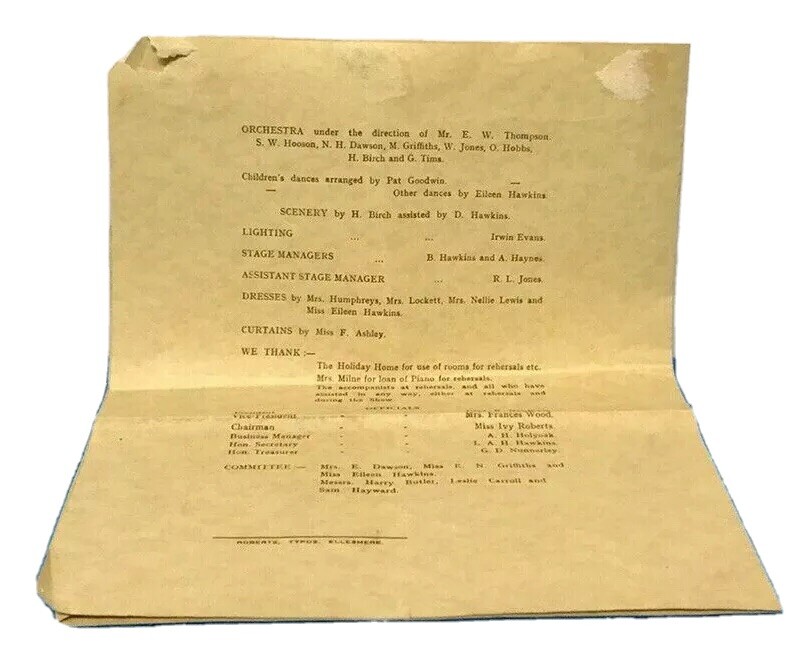 ORCHESTRA under the direction of Mr. E. W. Thompson.
S. W. Hooson, N. H. Dawson, M. Griffiths, W. Jones, O. Hobbs,
H. Birch and G. Tims.
Children's dances arranged by Pat Goodwin. —
— Other dances by Eileen Hawkins
SCENERY by H. Birch assisted by D. Hawkins.
LIGHTING ... ... Irwin Evans.
STAGE MANAGERS ... B. Hawkins and A. Haynes.
ASSISTANT STAGE MANAGER ... R. L. Jones.
DRESSES by Mrs. Humphreys, Mrs. Lockett, Mrs. Nellie Lewis and
Miss Eileen Hawkins.
CURTAINS by Miss F. Ashley.
WE THANK :—
The Holiday Home for use of rooms for rehersals etc.
Mrs. Milne for loan of Piano for rehersals.
The accompanists at rehersals, and all who have
assisted in any way, either at rehersals and
during the Show.
OFFICIALS
Vice-President - - Mrs. Frances Wood.
Chairman - - Miss Ivy Roberts.
Business Manager - - A. H.
Hon. Secretary - - L. A. H. Hawkins.
Hon. Treasurer - - G. D. Nunnerley.
COMMITTEE — Mrs. E. Dawson, Miss E. N. Griffiths and
Miss Eileen Hawkins.
Messrs. Harry Butler, Leslie Carroll and
Sam Hayward.
ROBERTS, TYPOS, ELLESMERE.